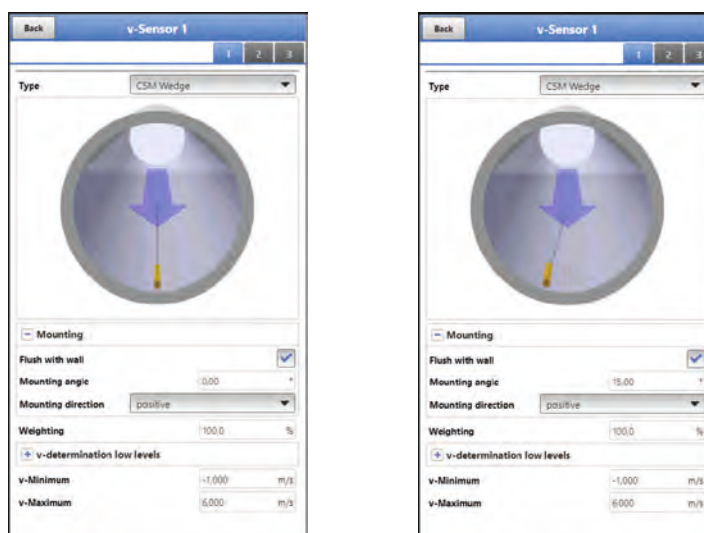 Back v-Sensor 1
1 2 3
Type CSM Wedge
− Mounting
Flush with wall
Mounting angle 0,00 °
Mounting direction positive
Weighting 100,0 %
+ v-determination low levels
v-Minimum -1,000 m/s
v-Maximum 6,000 m/s
Back v-Sensor 1
1 2 3
Type CSM Wedge
− Mounting
Flush with wall
Mounting angle 15,00 °
Mounting direction positive
Weighting 100,0 %
+ v-determination low levels
v-Minimum -1,000 m/s
v-Maximum 6,000 m/s